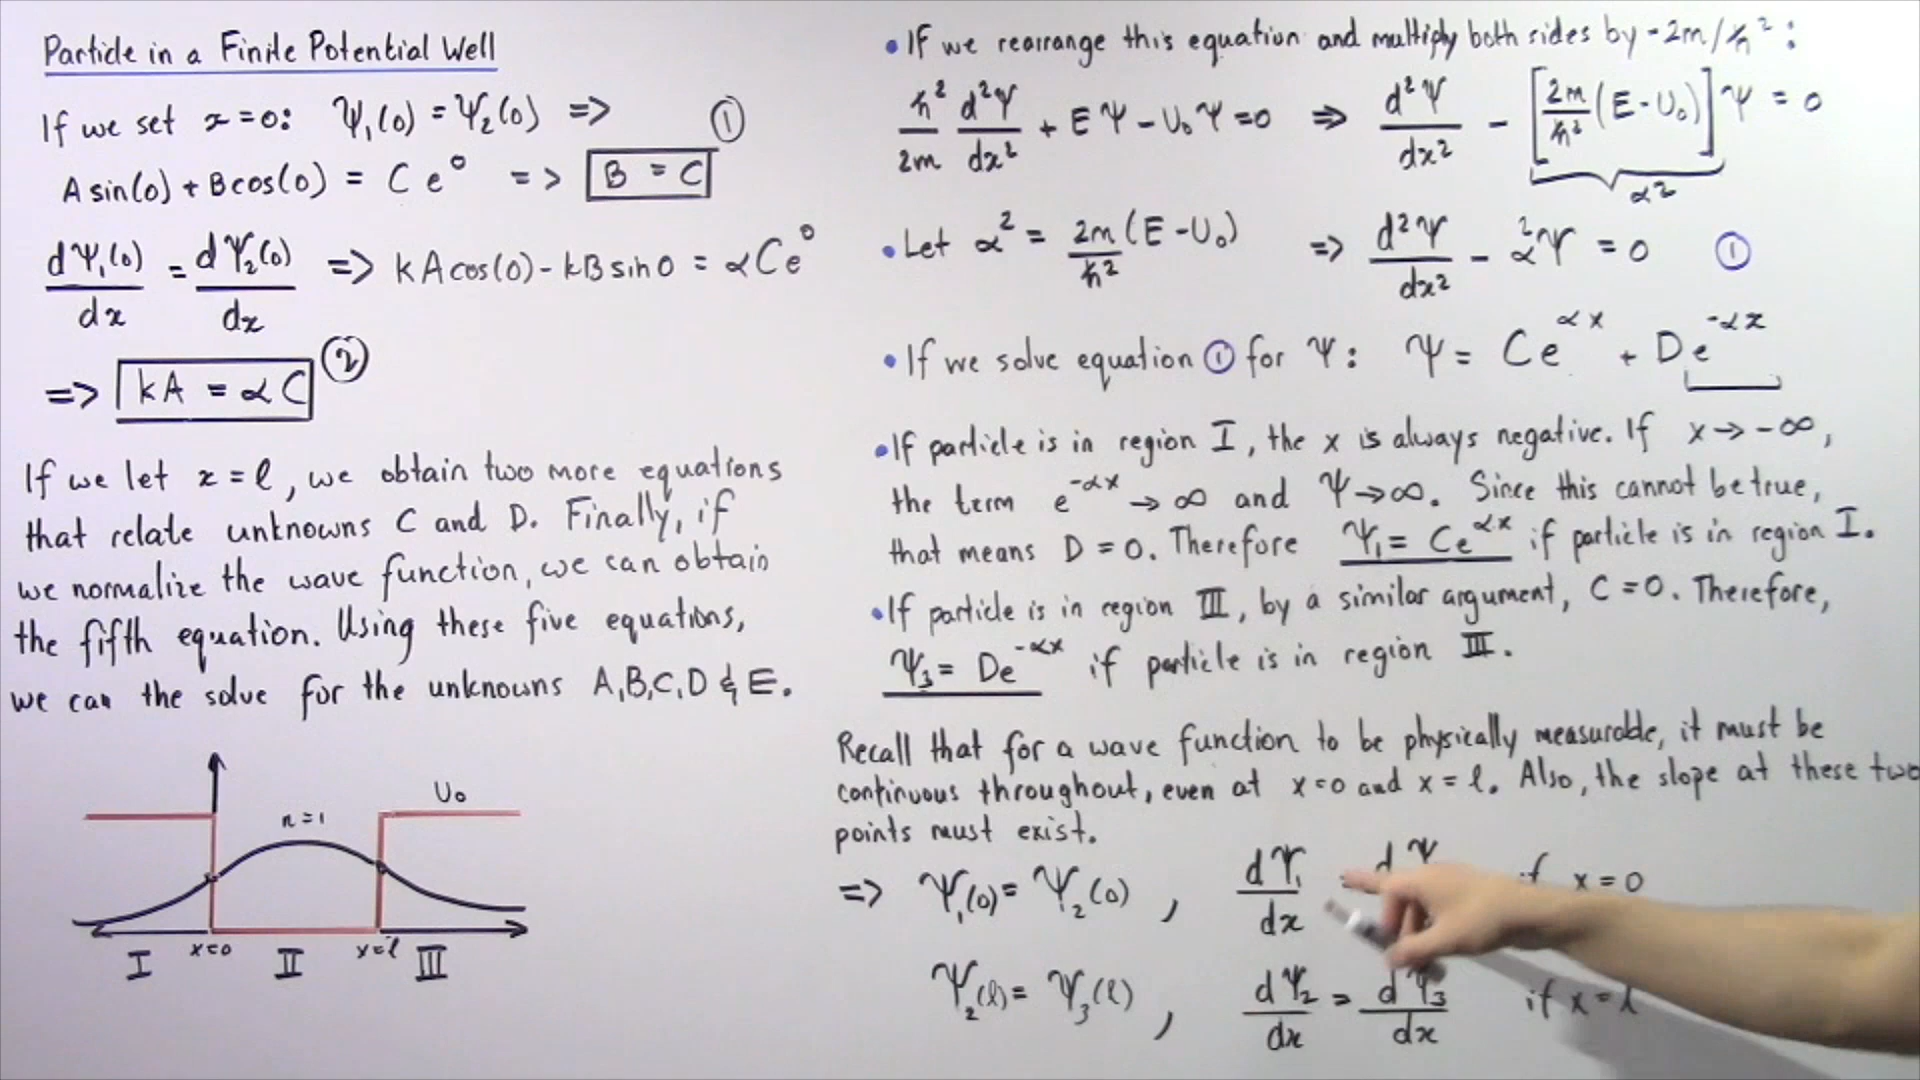 Particle in a Finite Potential Well
If we set x=0: Ψ₁(0) = Ψ₂(0) => ①
A sin(0) + B cos(0) = C e⁰ => B = C
dΨ₁(0)/dx = dΨ₂(0)/dx => kA cos(0) - kB sin 0 = αCe⁰
=> kA = αC ②
If we let x = ℓ, we obtain two more equations
that relate unknowns C and D. Finally, if
we normalize the wave function, we can obtain
the fifth equation. Using these five equations,
we can the solve for the unknowns A,B,C,D & E.
U₀
n=1
x=0 x=ℓ
I II III
• If we rearrange this equation and multiply both sides by -2m/ħ²:
ħ²/2m d²Ψ/dx² + EΨ - U₀Ψ = 0 => d²Ψ/dx² - [2m/ħ² (E-U₀)]Ψ = 0
α²
• Let α² = 2m/ħ² (E-U₀) => d²Ψ/dx² - α²Ψ = 0 ①
• If we solve equation ① for Ψ: Ψ = Ce^αx + De^-αx
• If particle is in region I, the x is always negative. If x→-∞,
the term e^-αx → ∞ and Ψ→∞. Since this cannot be true,
that means D = 0. Therefore Ψ₁ = Ce^αx if particle is in region I.
• If particle is in region III, by a similar argument, C = 0. Therefore,
Ψ₃ = De^-αx if particle is in region III.
Recall that for a wave function to be physically measurable, it must be
continuous throughout, even at x=0 and x=ℓ. Also, the slope at these two
points must exist.
=> Ψ₁(0) = Ψ₂(0), dΨ₁/dx = dΨ if x=0
Ψ₂(ℓ) = Ψ₃(ℓ), dΨ₂/dx = dΨ₃/dx if x=ℓ